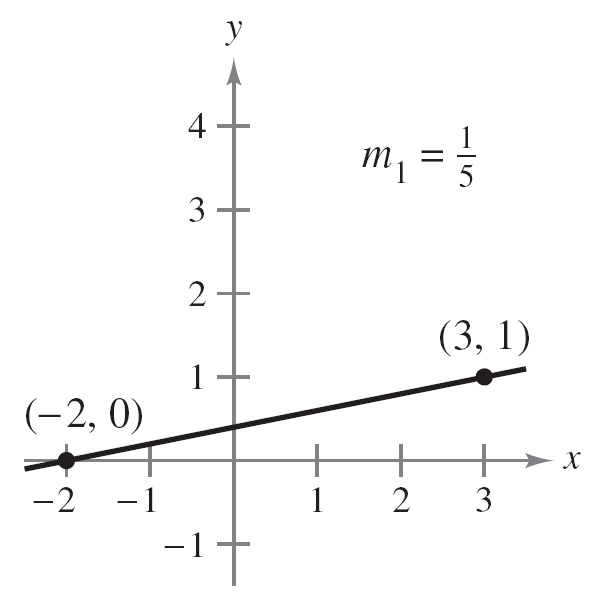 y
4
m₁ = 1/5
3
2
(3, 1)
1
(−2, 0)
x
−2 −1 1 2 3
−1